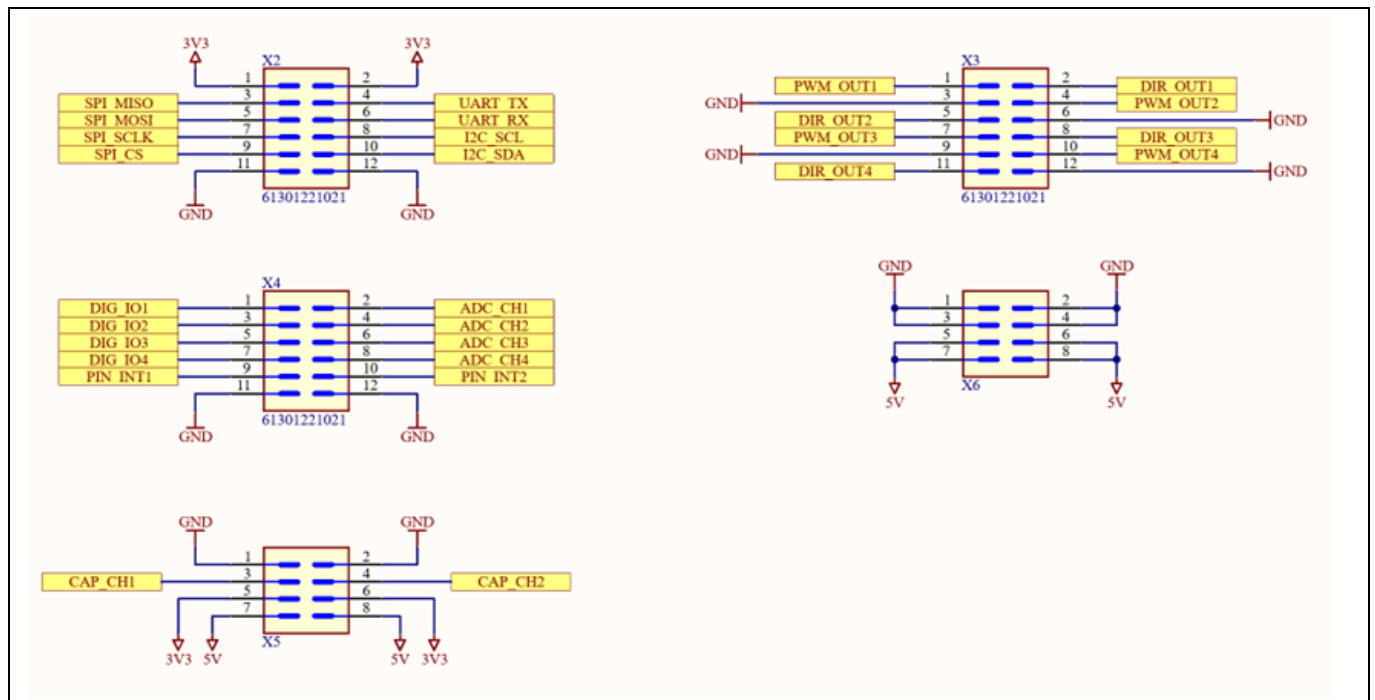 3V3 3V3
X2
1 2
3 4
SPI_MISO UART_TX
5 6
SPI_MOSI UART_RX
7 8
SPI_SCLK I2C_SCL
9 10
SPI_CS I2C_SDA
11 12
61301221021
GND GND
X3
1 2
PWM_OUT1 DIR_OUT1
3 4
GND PWM_OUT2
5 6
DIR_OUT2 GND
7 8
PWM_OUT3 DIR_OUT3
9 10
GND PWM_OUT4
11 12
DIR_OUT4 GND
61301221021
X4
1 2
DIG_IO1 ADC_CH1
3 4
DIG_IO2 ADC_CH2
5 6
DIG_IO3 ADC_CH3
7 8
DIG_IO4 ADC_CH4
9 10
PIN_INT1 PIN_INT2
11 12
61301221021
GND GND
GND GND
1 2
3 4
5 6
7 8
X6
5V 5V
GND GND
1 2
3 4
CAP_CH1 CAP_CH2
5 6
7 8
X5
3V3 5V 5V 3V3